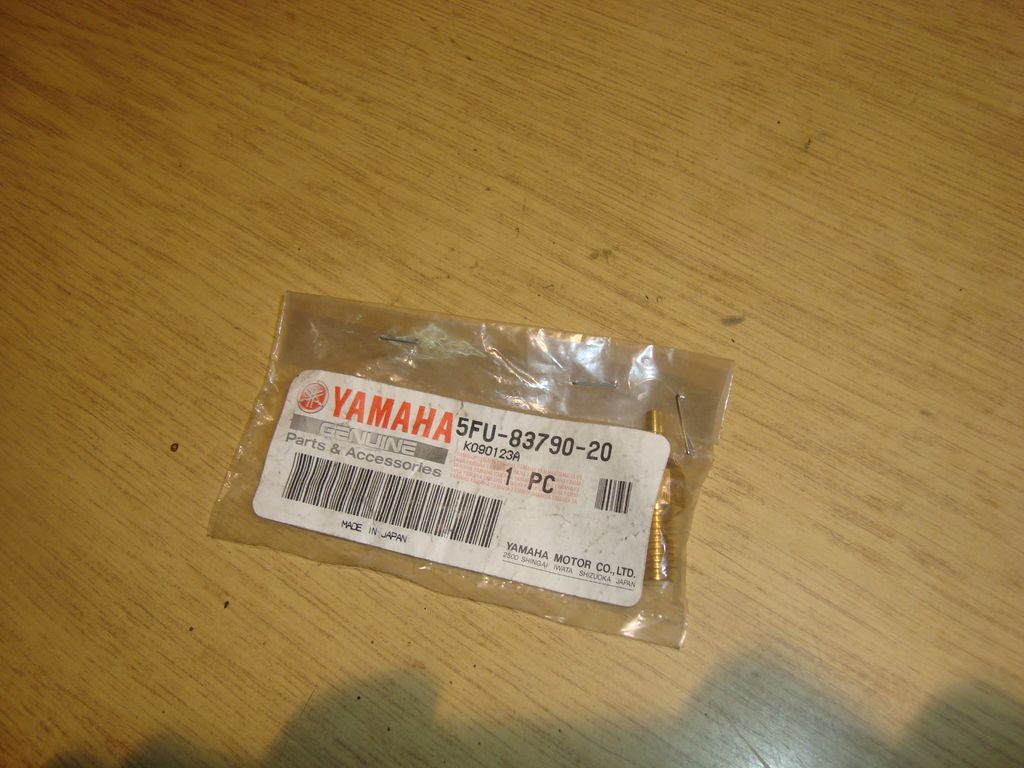 YAMAHA
GENUINE
Parts & Accessories
5FU-83790-20
K090123A
1 PC
MADE IN JAPAN
YAMAHA MOTOR CO., LTD.
2500 SHINGAI IWATA SHIZUOKA JAPAN